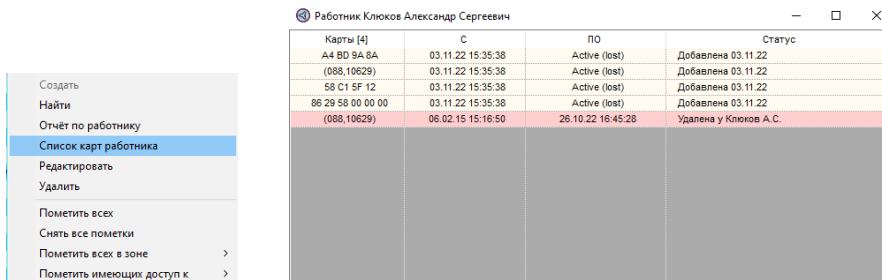 Создать
Найти
Отчёт по работнику
Список карт работника
Редактировать
Удалить
Пометить всех
Снять все пометки
Пометить всех в зоне >
Пометить имеющих доступ к >
Работник Клюков Александр Сергеевич
Карты [4] С ПО Статус
A4 BD 9A 8A 03.11.22 15:35:38 Active (lost) Добавлена 03.11.22
(088,10629) 03.11.22 15:35:38 Active (lost) Добавлена 03.11.22
58 C1 5F 12 03.11.22 15:35:38 Active (lost) Добавлена 03.11.22
86 29 58 00 00 00 03.11.22 15:35:38 Active (lost) Добавлена 03.11.22
(088,10629) 06.02.15 15:16:50 26.10.22 16:45:28 Удалена у Клюков А.С.